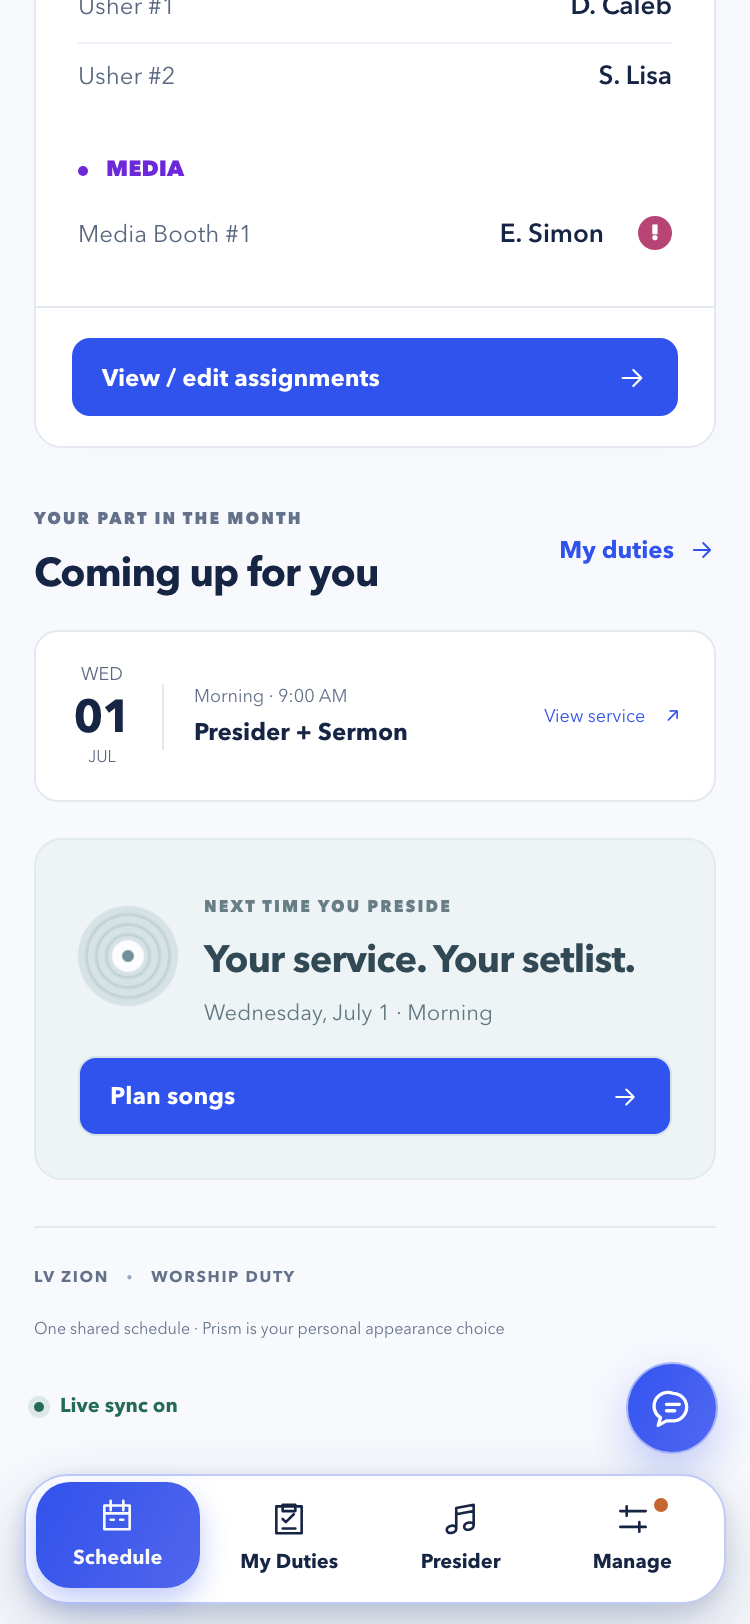 Usher #1 D. Caleb
Usher #2 S. Lisa
MEDIA
Media Booth #1 E. Simon !
View / edit assignments →
YOUR PART IN THE MONTH
Coming up for you
My duties →
WED
01
JUL
Morning · 9:00 AM
Presider + Sermon
View service ↗
NEXT TIME YOU PRESIDE
Your service. Your setlist.
Wednesday, July 1 · Morning
Plan songs →
LV ZION • WORSHIP DUTY
One shared schedule · Prism is your personal appearance choice
Live sync on
Schedule My Duties Presider Manage